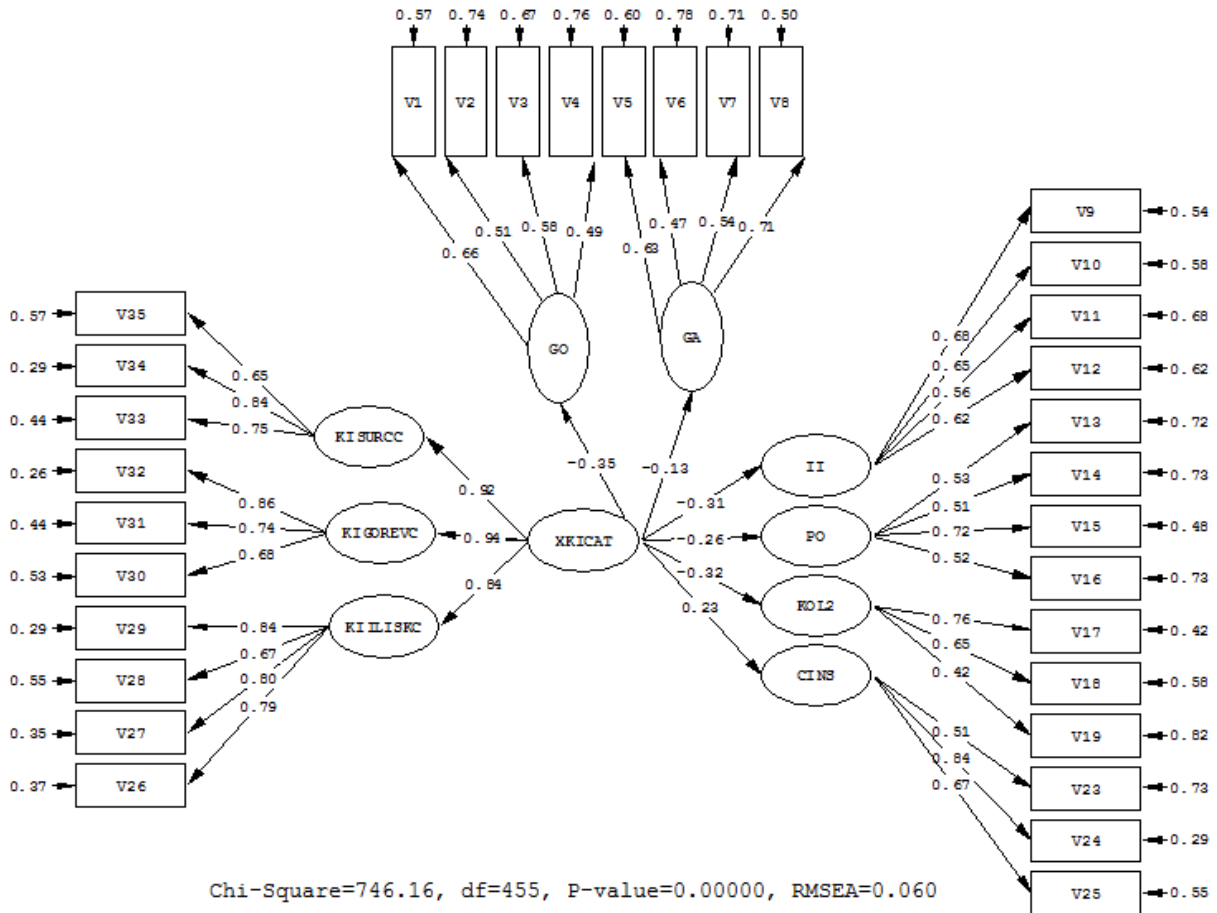 0.57 0.74 0.67 0.76 0.60 0.78 0.71 0.50
V1 V2 V3 V4 V5 V6 V7 V8
0.66 0.51 0.58 0.49 0.63 0.47 0.54 0.71
GO GA
-0.35 -0.13
0.57 V35
0.29 V34
0.44 V33
0.26 V32
0.44 V31
0.53 V30
0.29 V29
0.55 V28
0.35 V27
0.37 V26
0.65
0.84
0.75
KISURCC
0.86
0.74
0.68
KIGOREVC
0.84
0.67
0.80
0.79
KIILISKC
0.92
0.94
0.84
XKICAT
-0.31
-0.26
-0.32
0.23
II
PO
KOL2
CINS
0.68
0.65
0.56
0.62
0.53
0.51
0.72
0.52
0.76
0.65
0.42
0.51
0.84
0.67
V9 0.54
V10 0.58
V11 0.68
V12 0.62
V13 0.72
V14 0.73
V15 0.48
V16 0.73
V17 0.42
V18 0.58
V19 0.82
V23 0.73
V24 0.29
V25 0.55
Chi-Square=746.16, df=455, P-value=0.00000, RMSEA=0.060